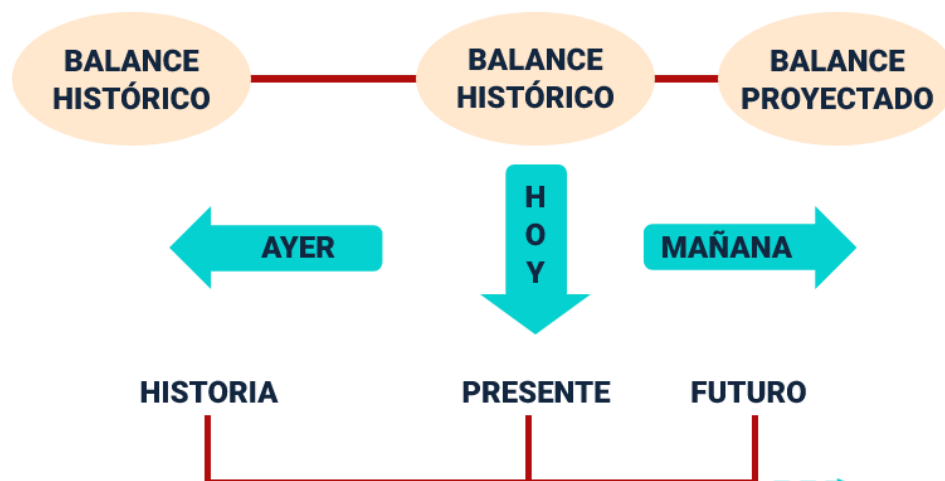 BALANCE
HISTÓRICO
BALANCE
HISTÓRICO
BALANCE
PROYECTADO
AYER
H
O
Y
MAÑANA
HISTORIA
PRESENTE
FUTURO